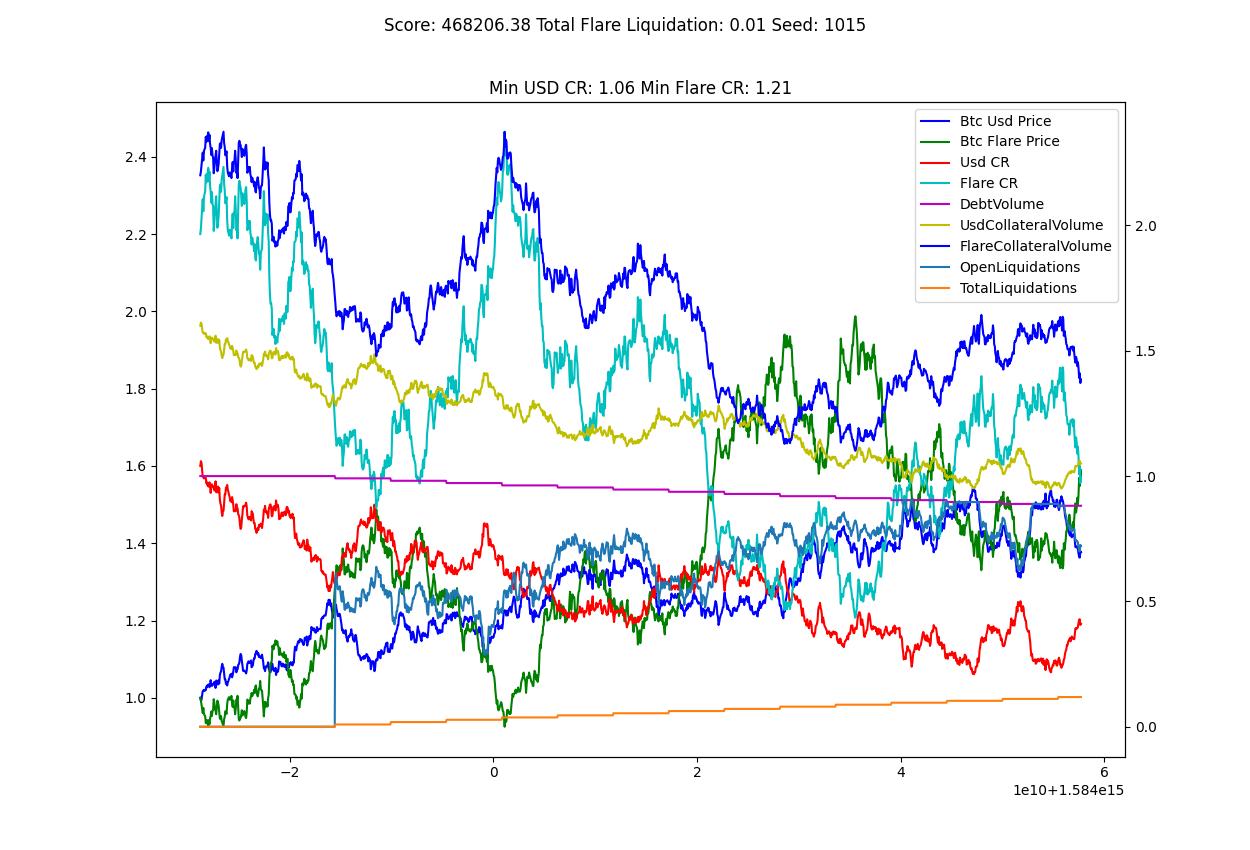 Score: 468206.38 Total Flare Liquidation: 0.01 Seed: 1015
Min USD CR: 1.06 Min Flare CR: 1.21
Btc Usd Price
Btc Flare Price
Usd CR
Flare CR
DebtVolume
UsdCollateralVolume
FlareCollateralVolume
OpenLiquidations
TotalLiquidations
2.4
2.2
2.0
1.8
1.6
1.4
1.2
1.0
2.0
1.5
1.0
0.5
0.0
−2
0
2
4
6
1e10+1.584e15